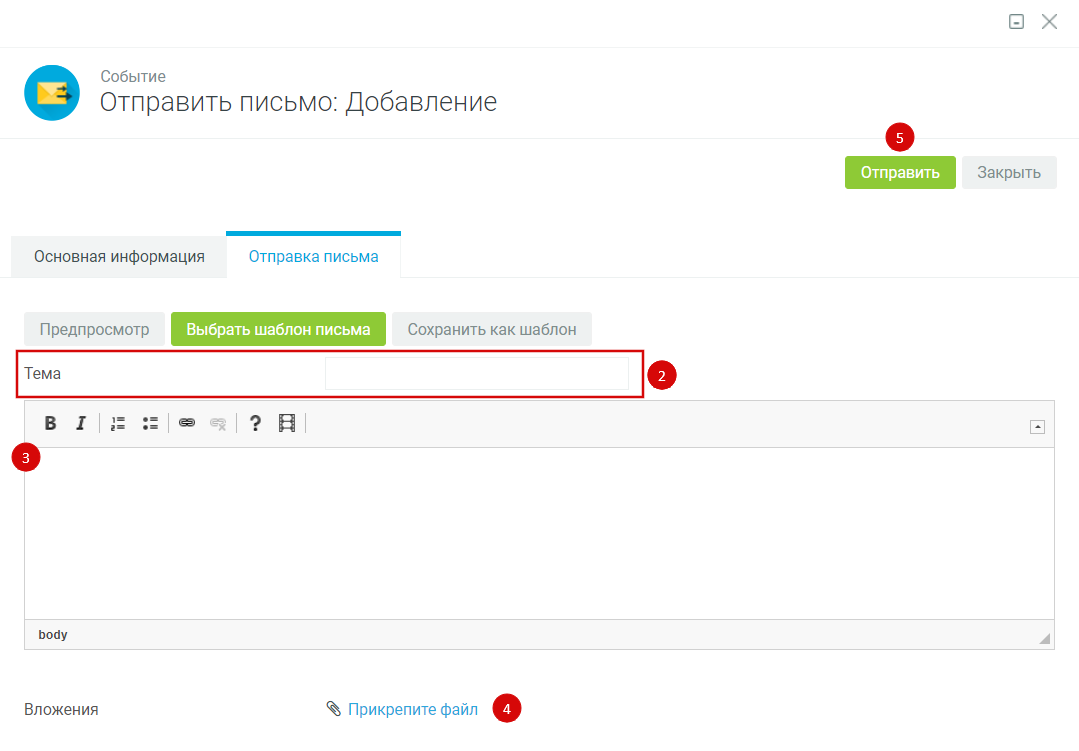 Событие
Отправить письмо: Добавление
5
Отправить Закрыть
Основная информация Отправка письма
Предпросмотр Выбрать шаблон письма Сохранить как шаблон
Тема 2
B I ?
3
body
Вложения Прикрепите файл 4